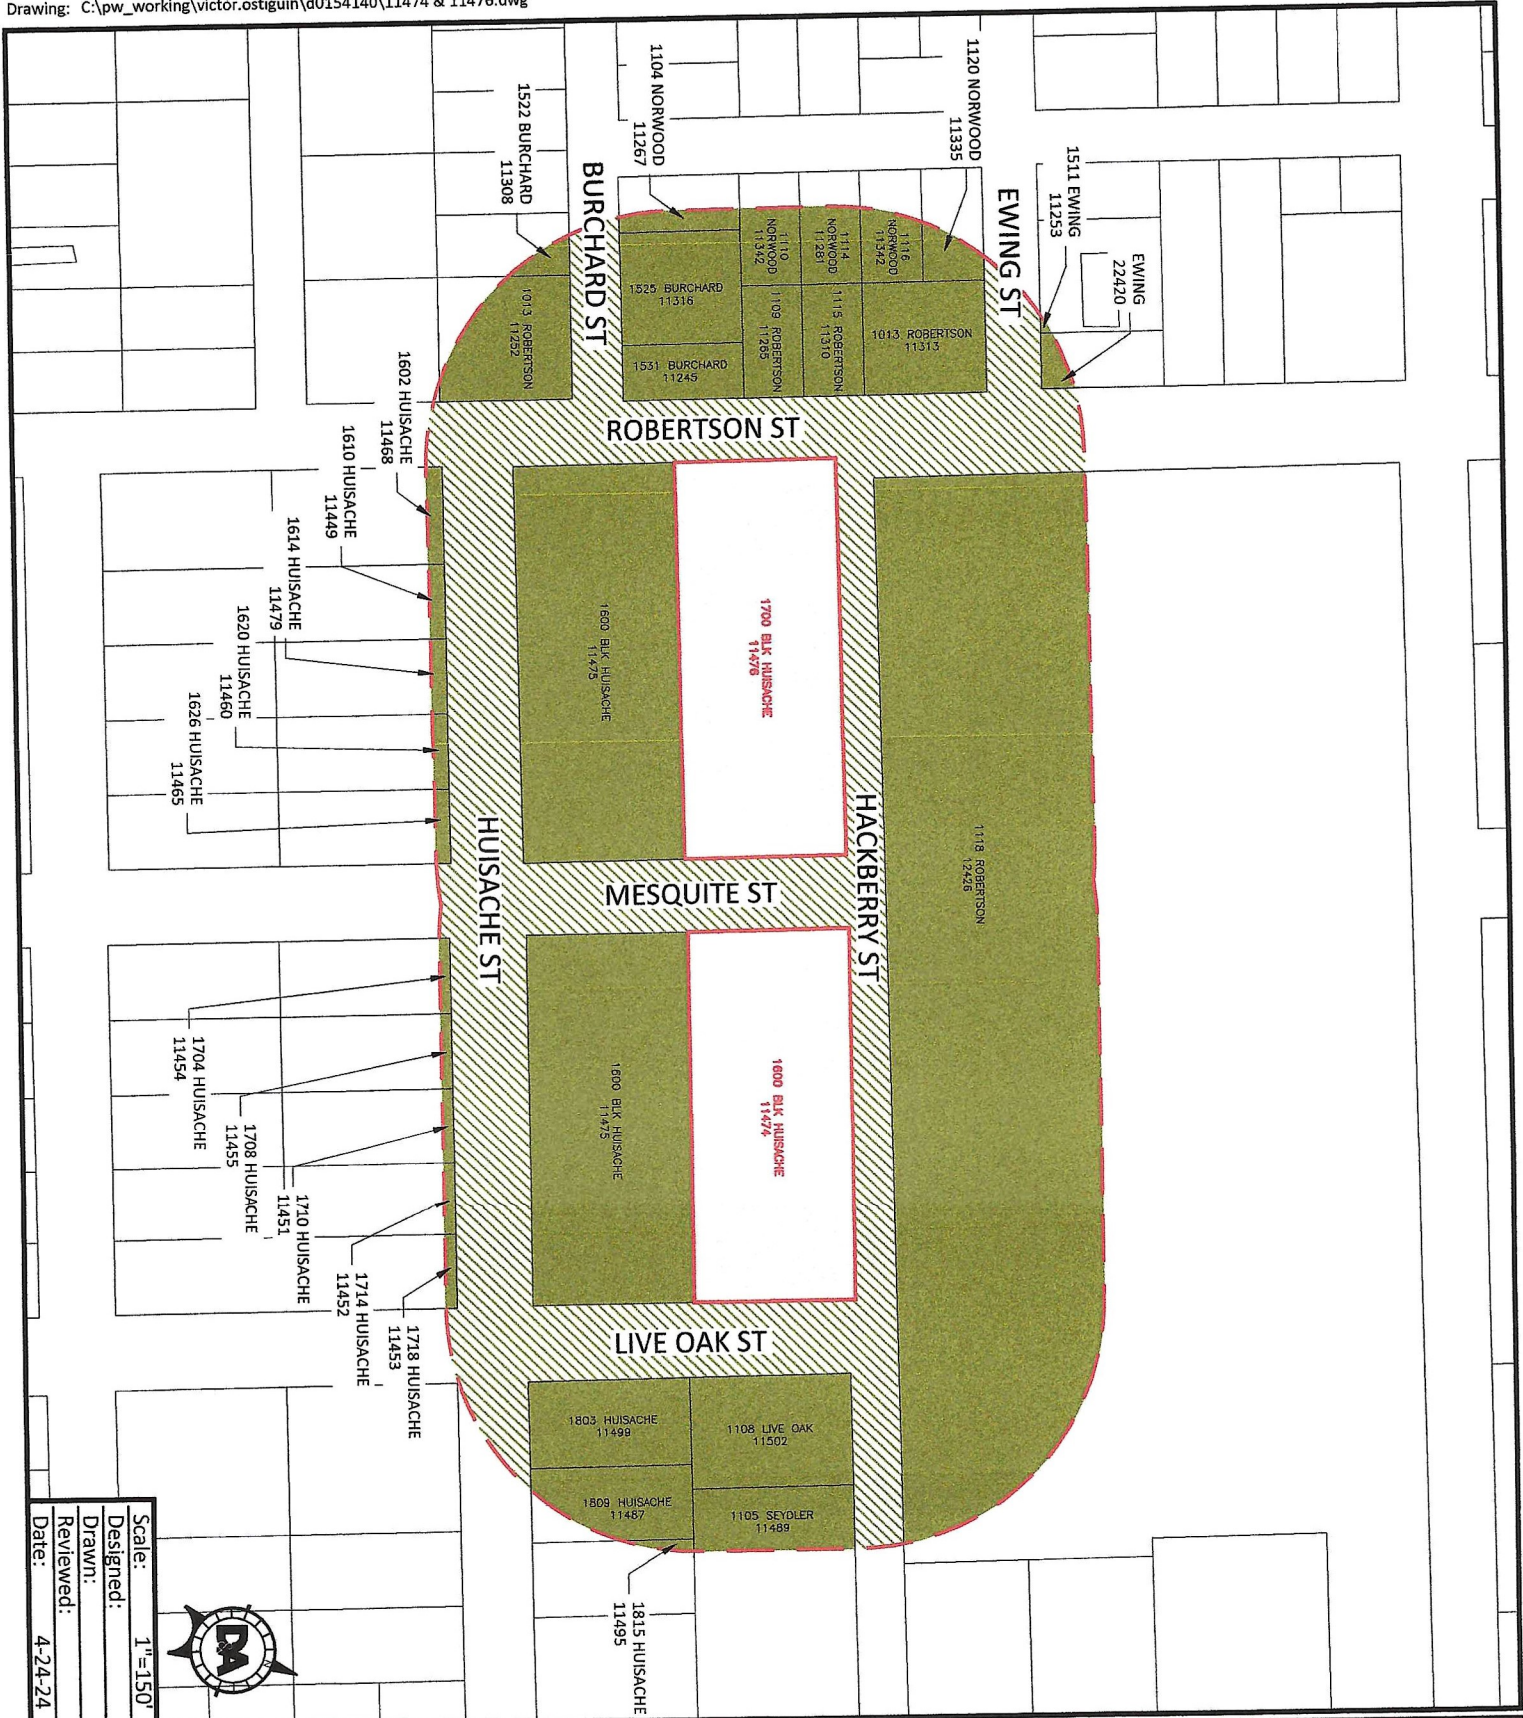 Drawing: C:\pw_working\victor.ostiguin\d0154140\11474 & 11476.dwg
1120 NORWOOD
11335
1104 NORWOOD
11267
1511 EWING
11253
EWING
22420
1522 BURCHARD
11308
BURCHARD ST
EWING ST
1110
NORWOOD
11342
1114
NORWOOD
11281
1116
NORWOOD
11342
1525 BURCHARD
11316
1109 ROBERTSON
11265
1115 ROBERTSON
11310
1013 ROBERTSON
11313
1013 ROBERTSON
11252
1531 BURCHARD
11245
ROBERTSON ST
1602 HUISACHE
11468
1610 HUISACHE
11449
1614 HUISACHE
11479
1620 HUISACHE
11460
1626 HUISACHE
11465
1600 BLK HUISACHE
11475
1700 BLK HUISACHE
11476
1118 ROBERTSON
12426
HUISACHE ST
MESQUITE ST
HACKBERRY ST
1704 HUISACHE
11454
1708 HUISACHE
11455
1710 HUISACHE
11451
1714 HUISACHE
11452
1718 HUISACHE
11453
1600 BLK HUISACHE
11475
1600 BLK HUISACHE
11474
LIVE OAK ST
1803 HUISACHE
11499
1108 LIVE OAK
11502
1809 HUISACHE
11487
1105 SEYDLER
11489
1815 HUISACHE
11495
N
D&A
Scale: 1"=150'
Designed:
Drawn:
Reviewed:
Date: 4-24-24